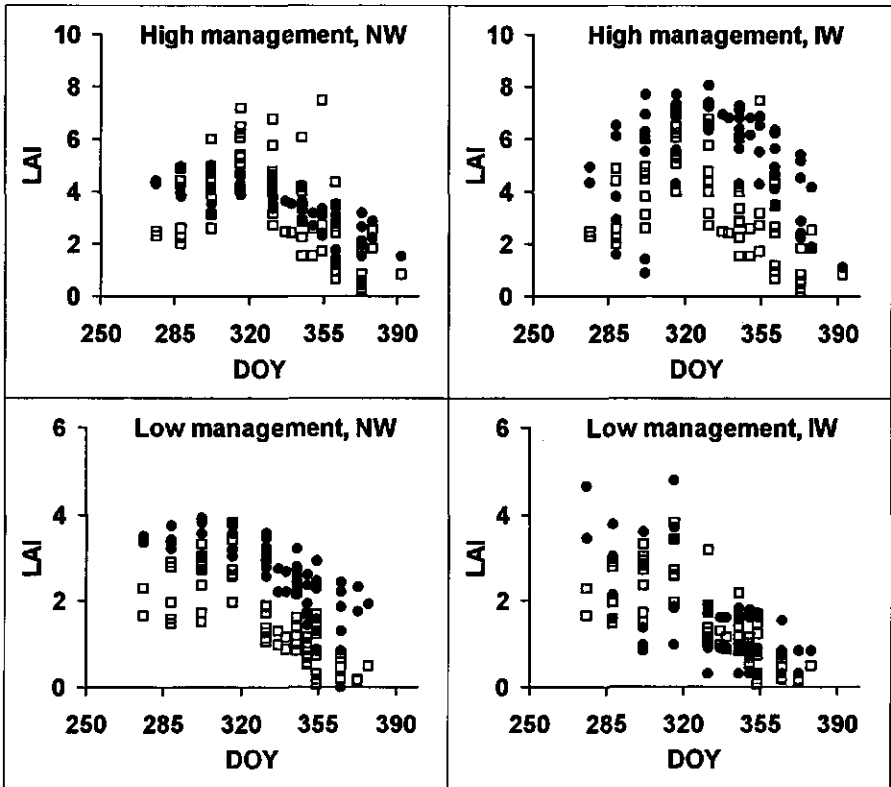 High management, NW
10
8
6
4
2
0
LAI
250 285 320 355 390
DOY
High management, IW
10
8
6
4
2
0
LAI
250 285 320 355 390
DOY
Low management, NW
6
4
2
0
LAI
250 285 320 355 390
DOY
Low management, IW
6
4
2
0
LAI
250 285 320 355 390
DOY